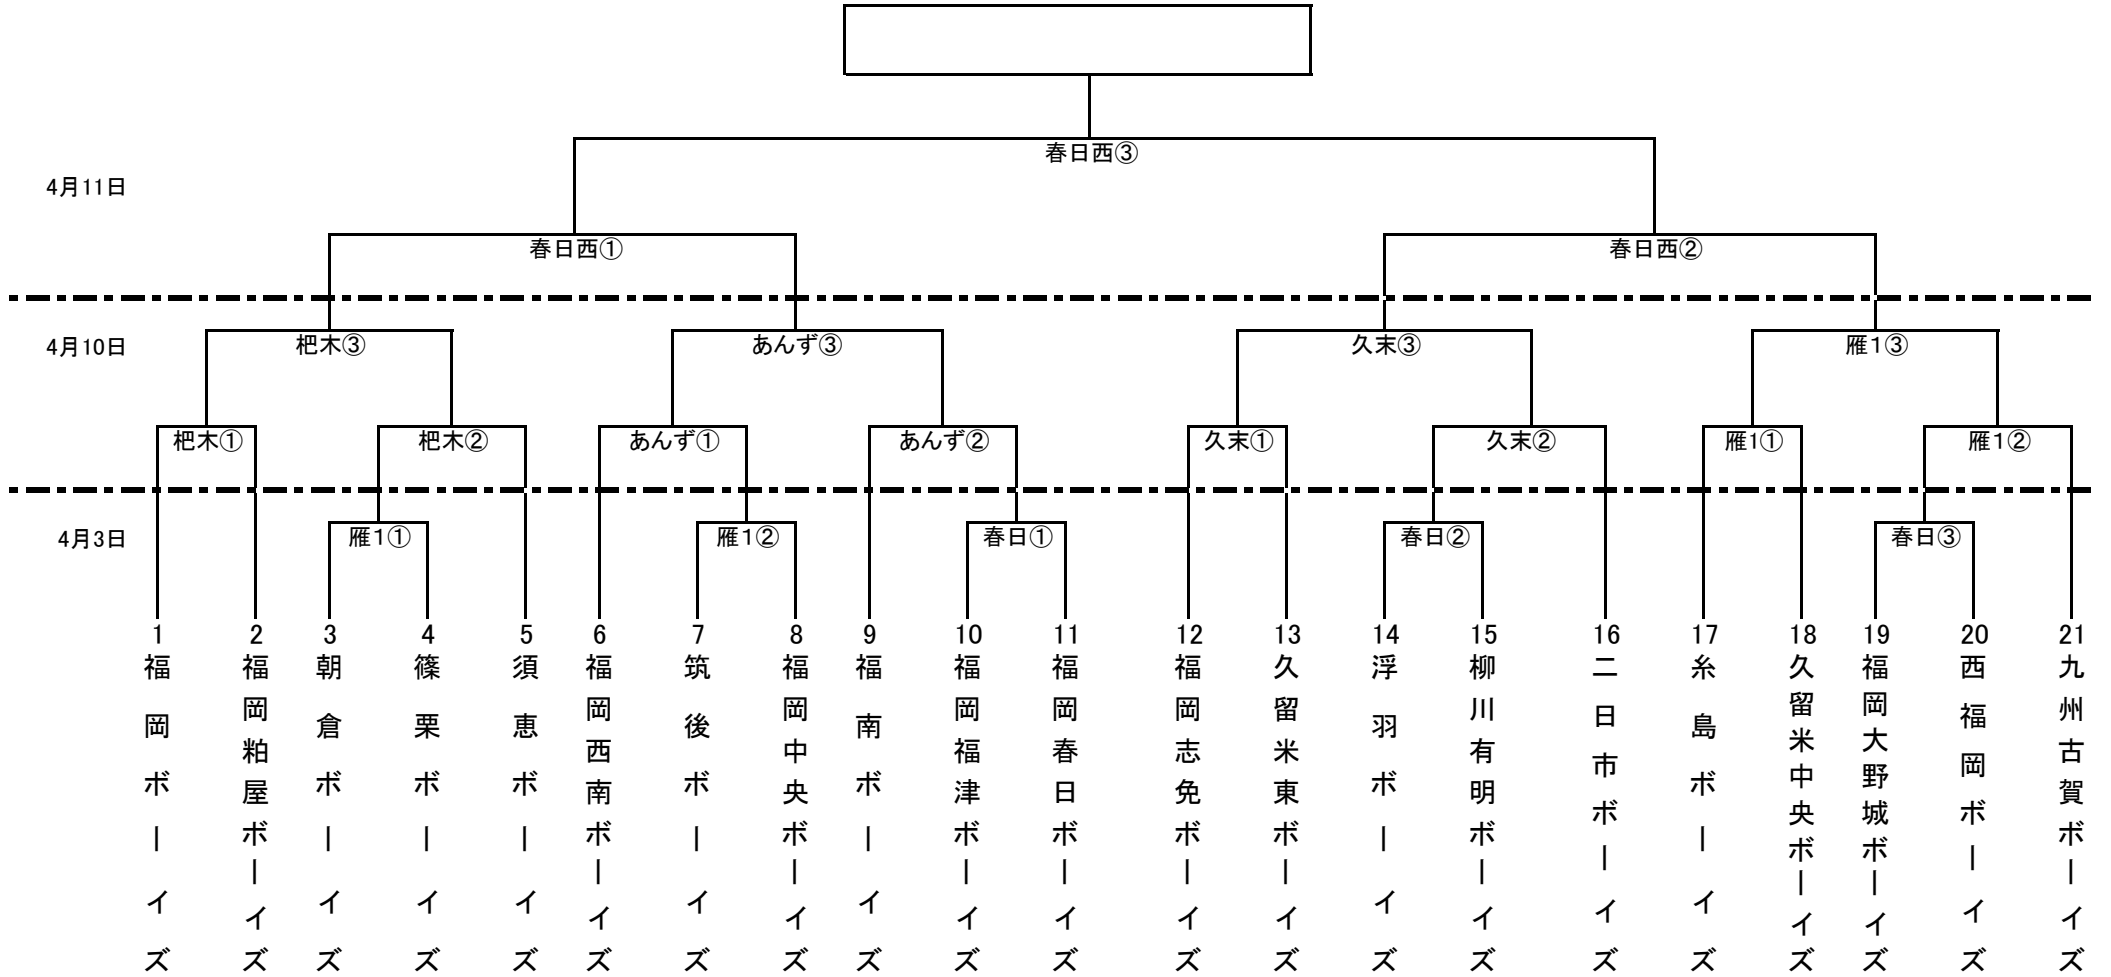 春日西③
4月11日
春日西①
春日西②
4月10日
杷木③
あんず③
久末③
雁1③
杷木①
杷木②
あんず①
あんず②
久末①
久末②
雁1①
雁1②
4月3日
雁1①
雁1②
春日①
春日②
春日③
1
2
3
4
5
6
7
8
9
10
11
12
13
14
15
16
17
18
19
20
21
福岡ボーイズ
福岡粕屋ボーイズ
朝倉ボーイズ
篠栗ボーイズ
須恵ボーイズ
福岡西南ボーイズ
筑後ボーイズ
福岡中央ボーイズ
福南ボーイズ
福岡福津ボーイズ
福岡春日ボーイズ
福岡志免ボーイズ
久留米東ボーイズ
浮羽ボーイズ
柳川有明ボーイズ
二日市ボーイズ
糸島ボーイズ
久留米中央ボーイズ
福岡大野城ボーイズ
西福岡ボーイズ
九州古賀ボーイズ